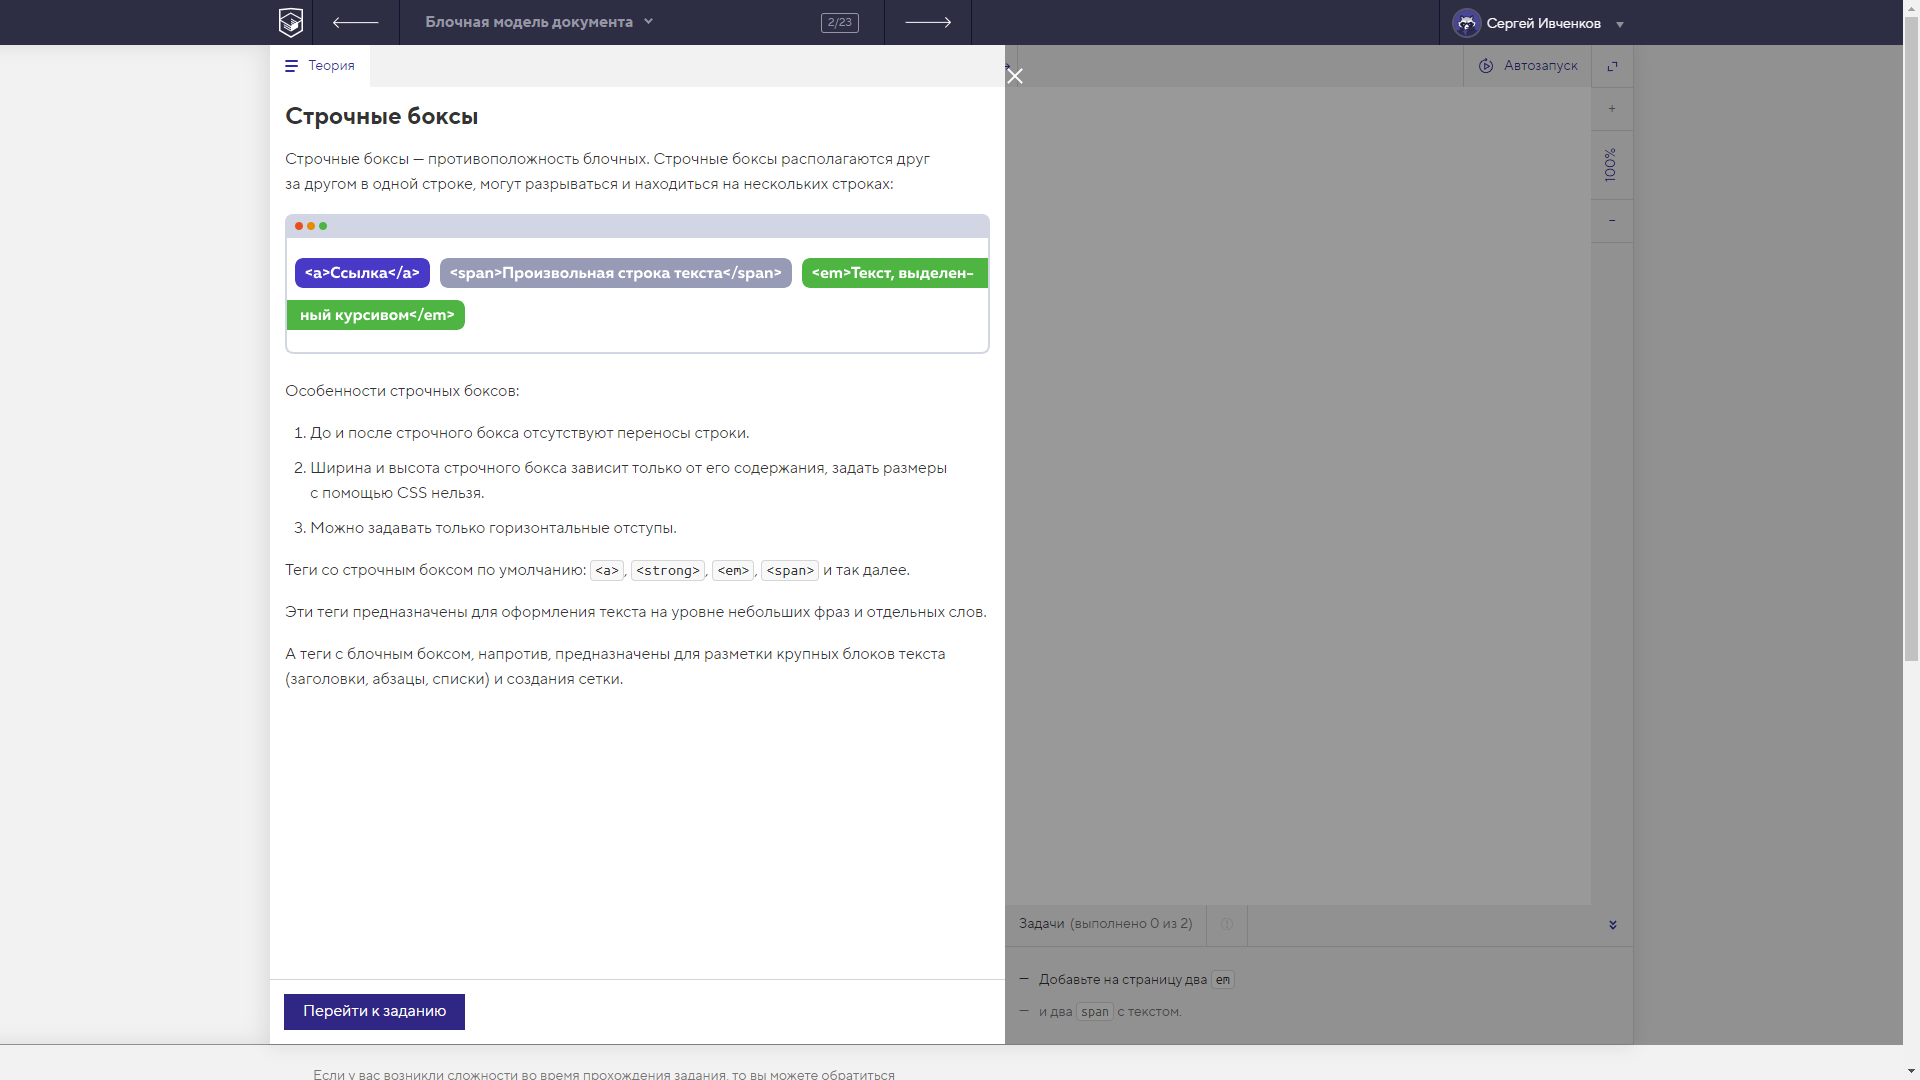 Блочная модель документа
2/23
Сергей Ивченков
Теория
Автозапуск
Строчные боксы
Строчные боксы — противоположность блочных. Строчные боксы располагаются друг
за другом в одной строке, могут разрываться и находиться на нескольких строках:
<a>Ссылка</a> <span>Произвольная строка текста</span> <em>Текст, выделен-
ный курсивом</em>
Особенности строчных боксов:
1. До и после строчного бокса отсутствуют переносы строки.
2. Ширина и высота строчного бокса зависит только от его содержания, задать размеры
с помощью CSS нельзя.
3. Можно задавать только горизонтальные отступы.
Теги со строчным боксом по умолчанию: <a>, <strong>, <em>, <span> и так далее.
Эти теги предназначены для оформления текста на уровне небольших фраз и отдельных слов.
А теги с блочным боксом, напротив, предназначены для разметки крупных блоков текста
(заголовки, абзацы, списки) и создания сетки.
+
100%
−
Задачи (выполнено 0 из 2)
— Добавьте на страницу два em
— и два span с текстом.
Перейти к заданию
Если у вас возникли сложности во время прохождения задания, то вы можете обратиться